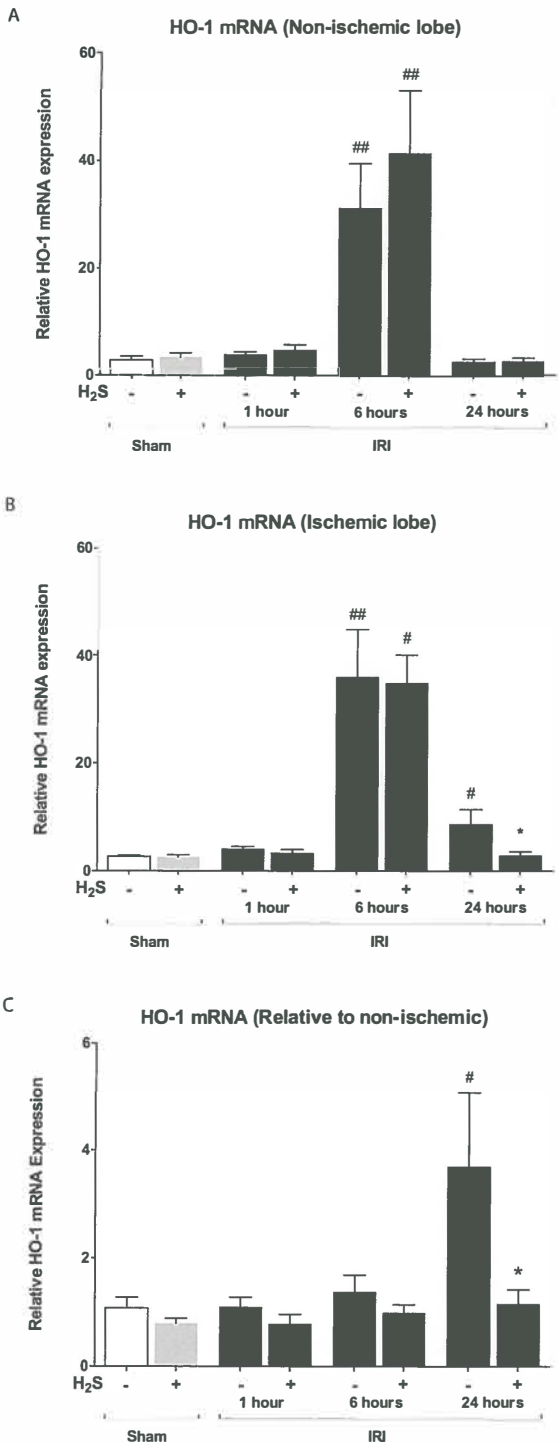 A
HO-1 mRNA (Non-ischemic lobe)
Relative HO-1 mRNA expression
60
40
20
0
## ##
H₂S - + - + - + - +
1 hour 6 hours 24 hours
Sham IRI
B
HO-1 mRNA (Ischemic lobe)
Relative HO-1 mRNA expression
60
40
20
0
## # # *
H₂S - + - + - + - +
1 hour 6 hours 24 hours
Sham IRI
C
HO-1 mRNA (Relative to non-ischemic)
Relative HO-1 mRNA Expression
6
4
2
0
# *
H₂S - + - + - + - +
1 hour 6 hours 24 hours
Sham IRI